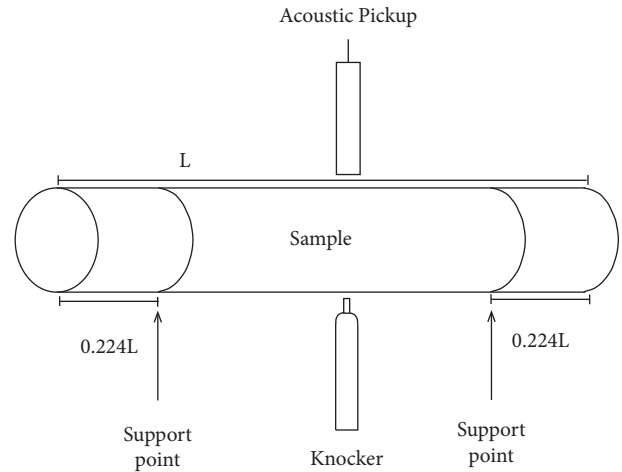 Acoustic Pickup
L
Sample
0.224L
0.224L
Support
point
Knocker
Support
point